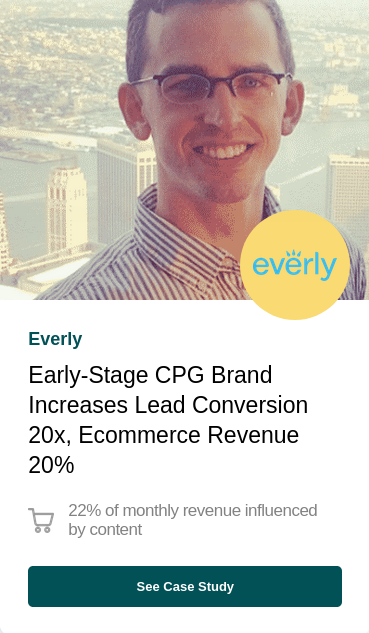 everly
Everly
Early-Stage CPG Brand
Increases Lead Conversion
20x, Ecommerce Revenue
20%
22% of monthly revenue influenced
by content
See Case Study